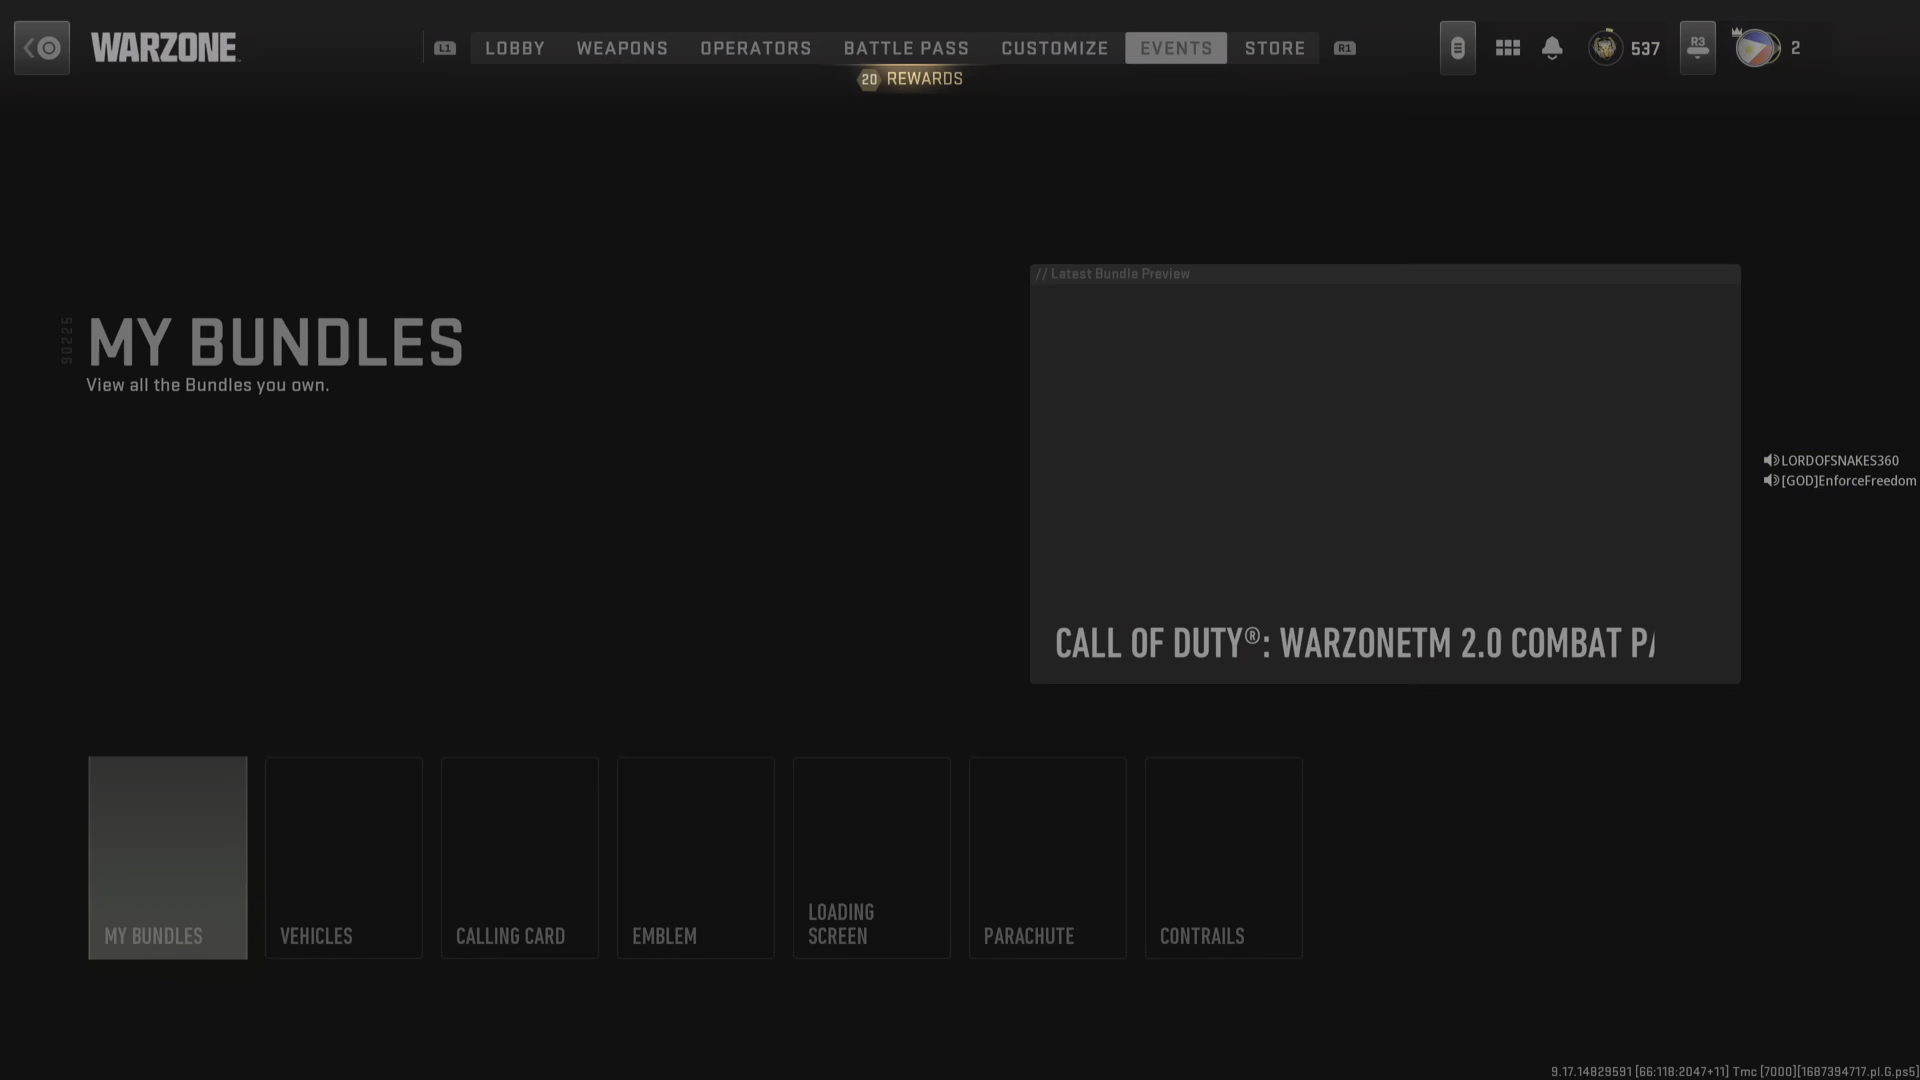 WARZONE
L1 LOBBY WEAPONS OPERATORS BATTLE PASS CUSTOMIZE EVENTS STORE R1
537
R3
2
20 REWARDS
// Latest Bundle Preview
90225
MY BUNDLES
View all the Bundles you own.
LORDOFSNAKES360
[GOD]EnforceFreedom
CALL OF DUTY®: WARZONETM 2.0 COMBAT PA
MY BUNDLES
VEHICLES
CALLING CARD
EMBLEM
LOADING
SCREEN
PARACHUTE
CONTRAILS
9.17.14829591 [66:118:2047+11] Tmc [7000][1687394717.pl.G.ps5]